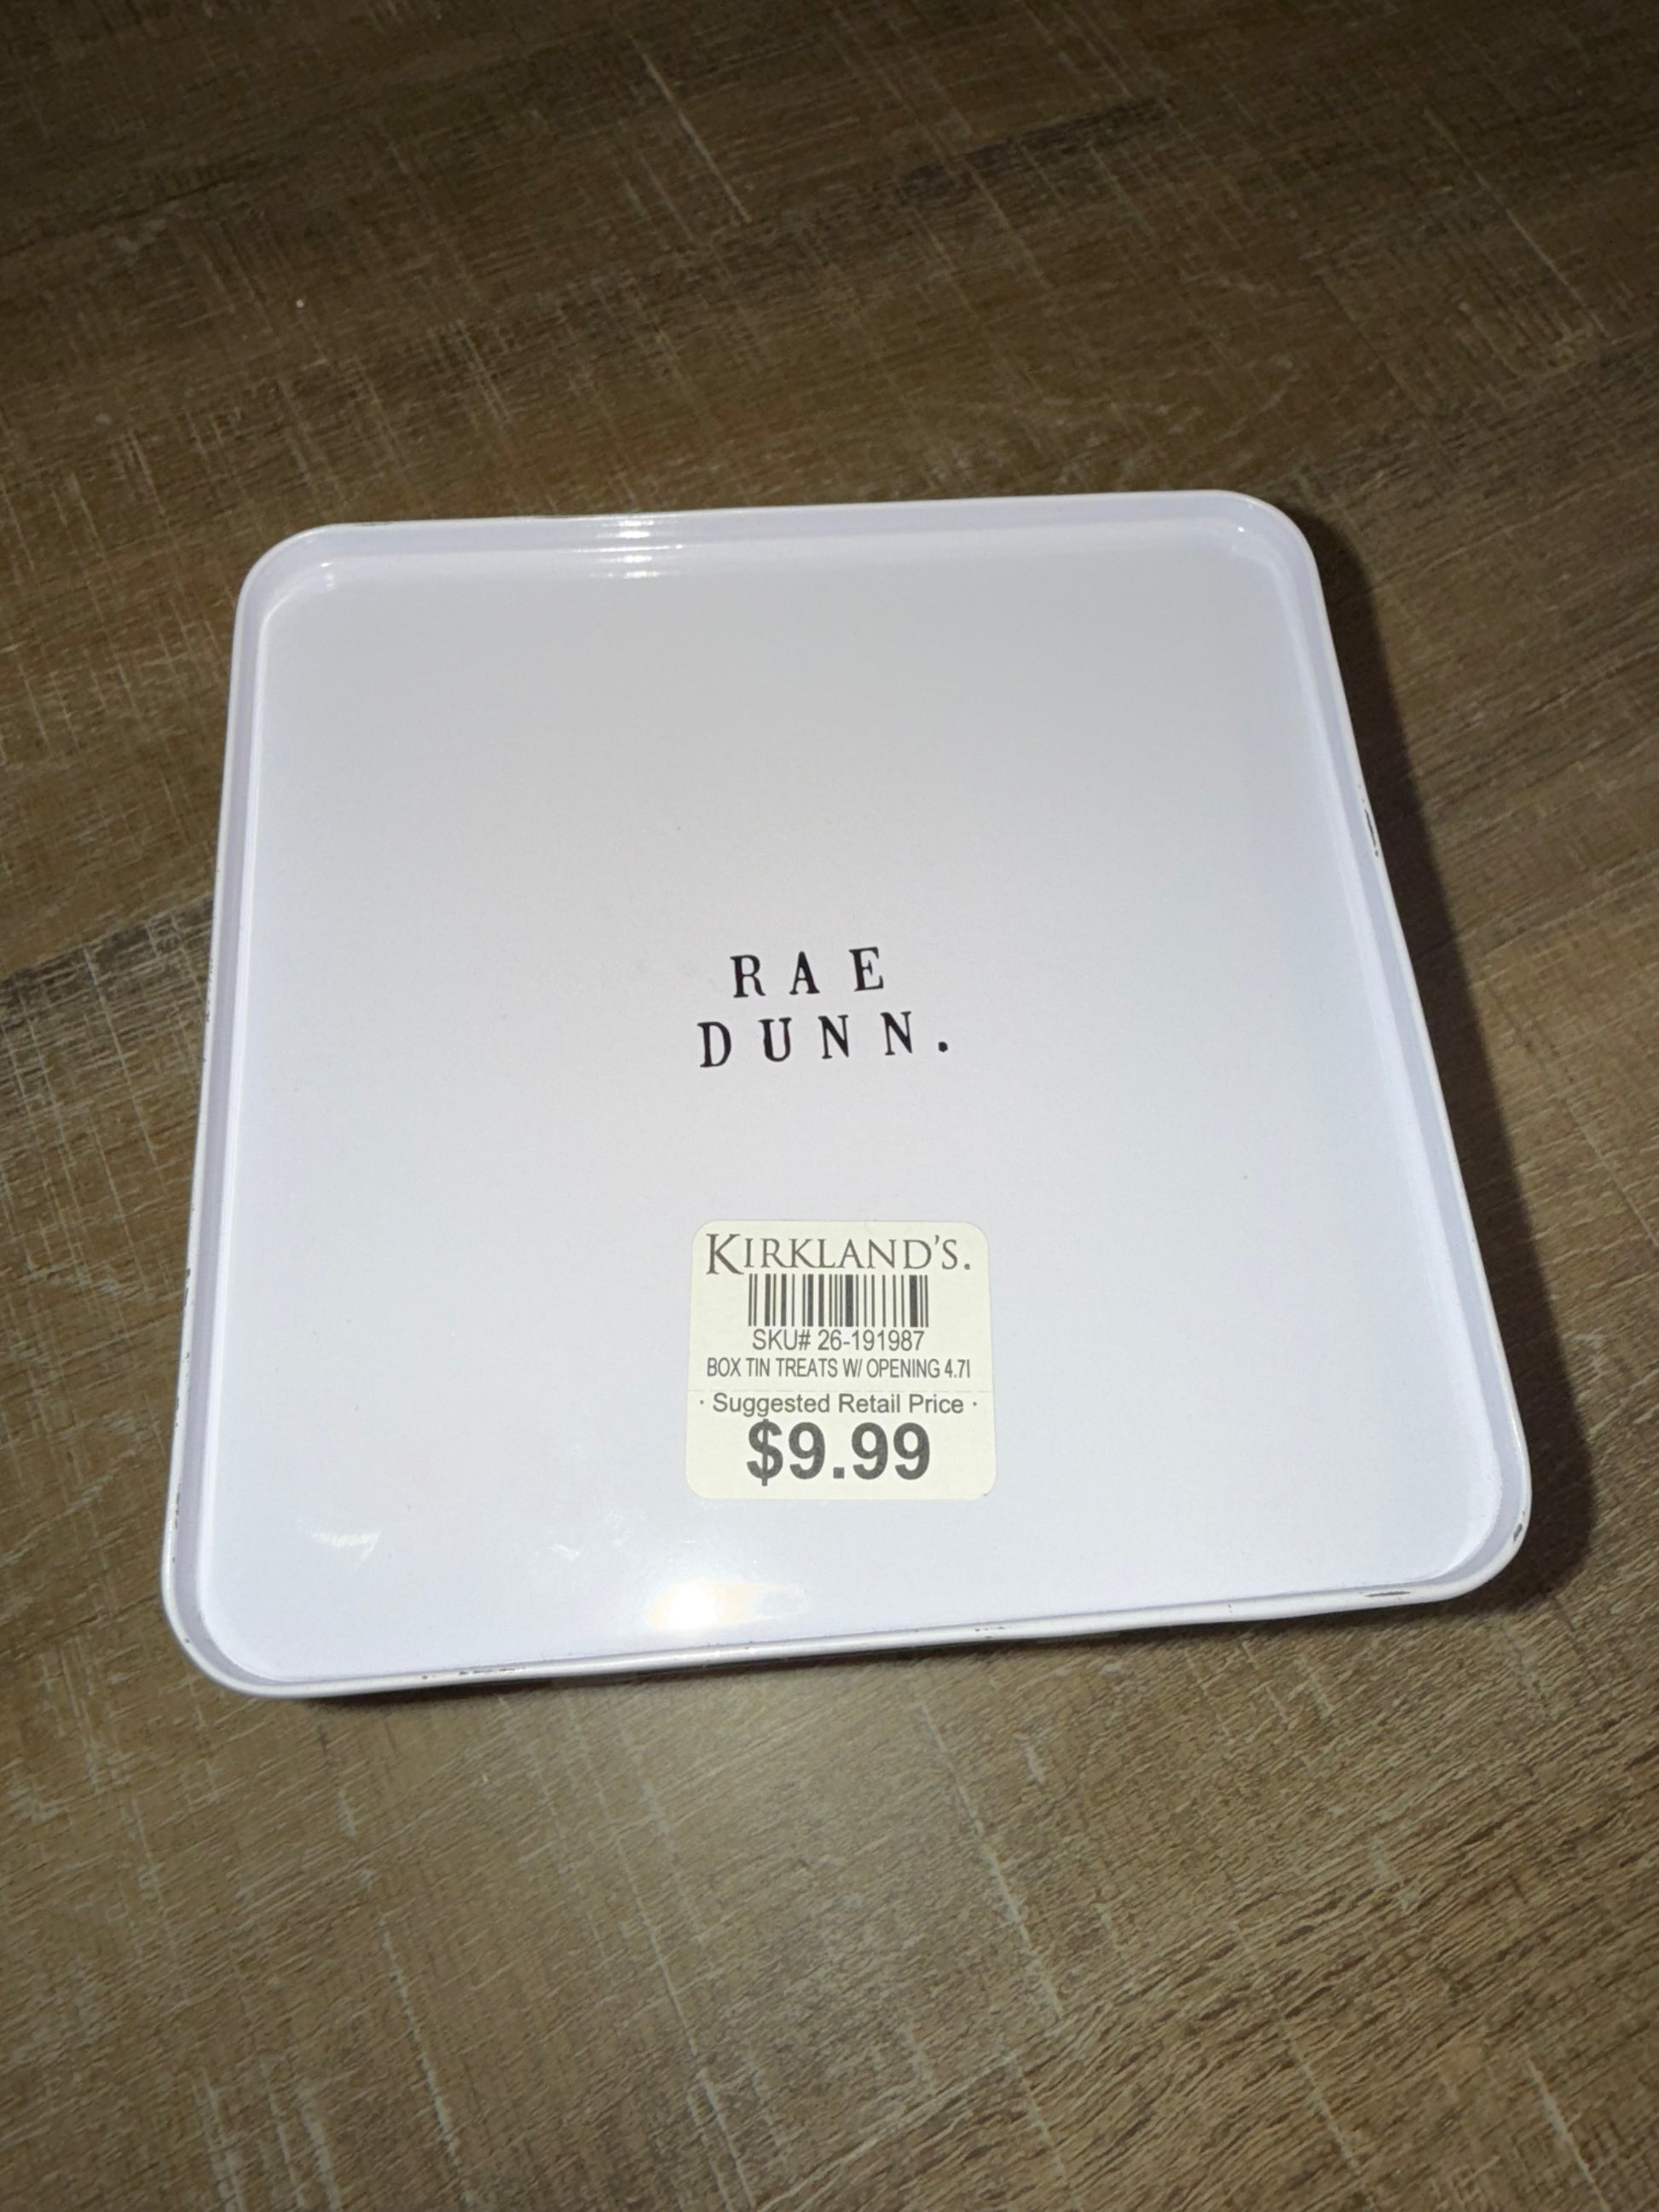 RAE
DUNN.
KIRKLAND'S.
SKU# 26-191987
BOX TIN TREATS W/ OPENING 4.7I
· Suggested Retail Price ·
$9.99